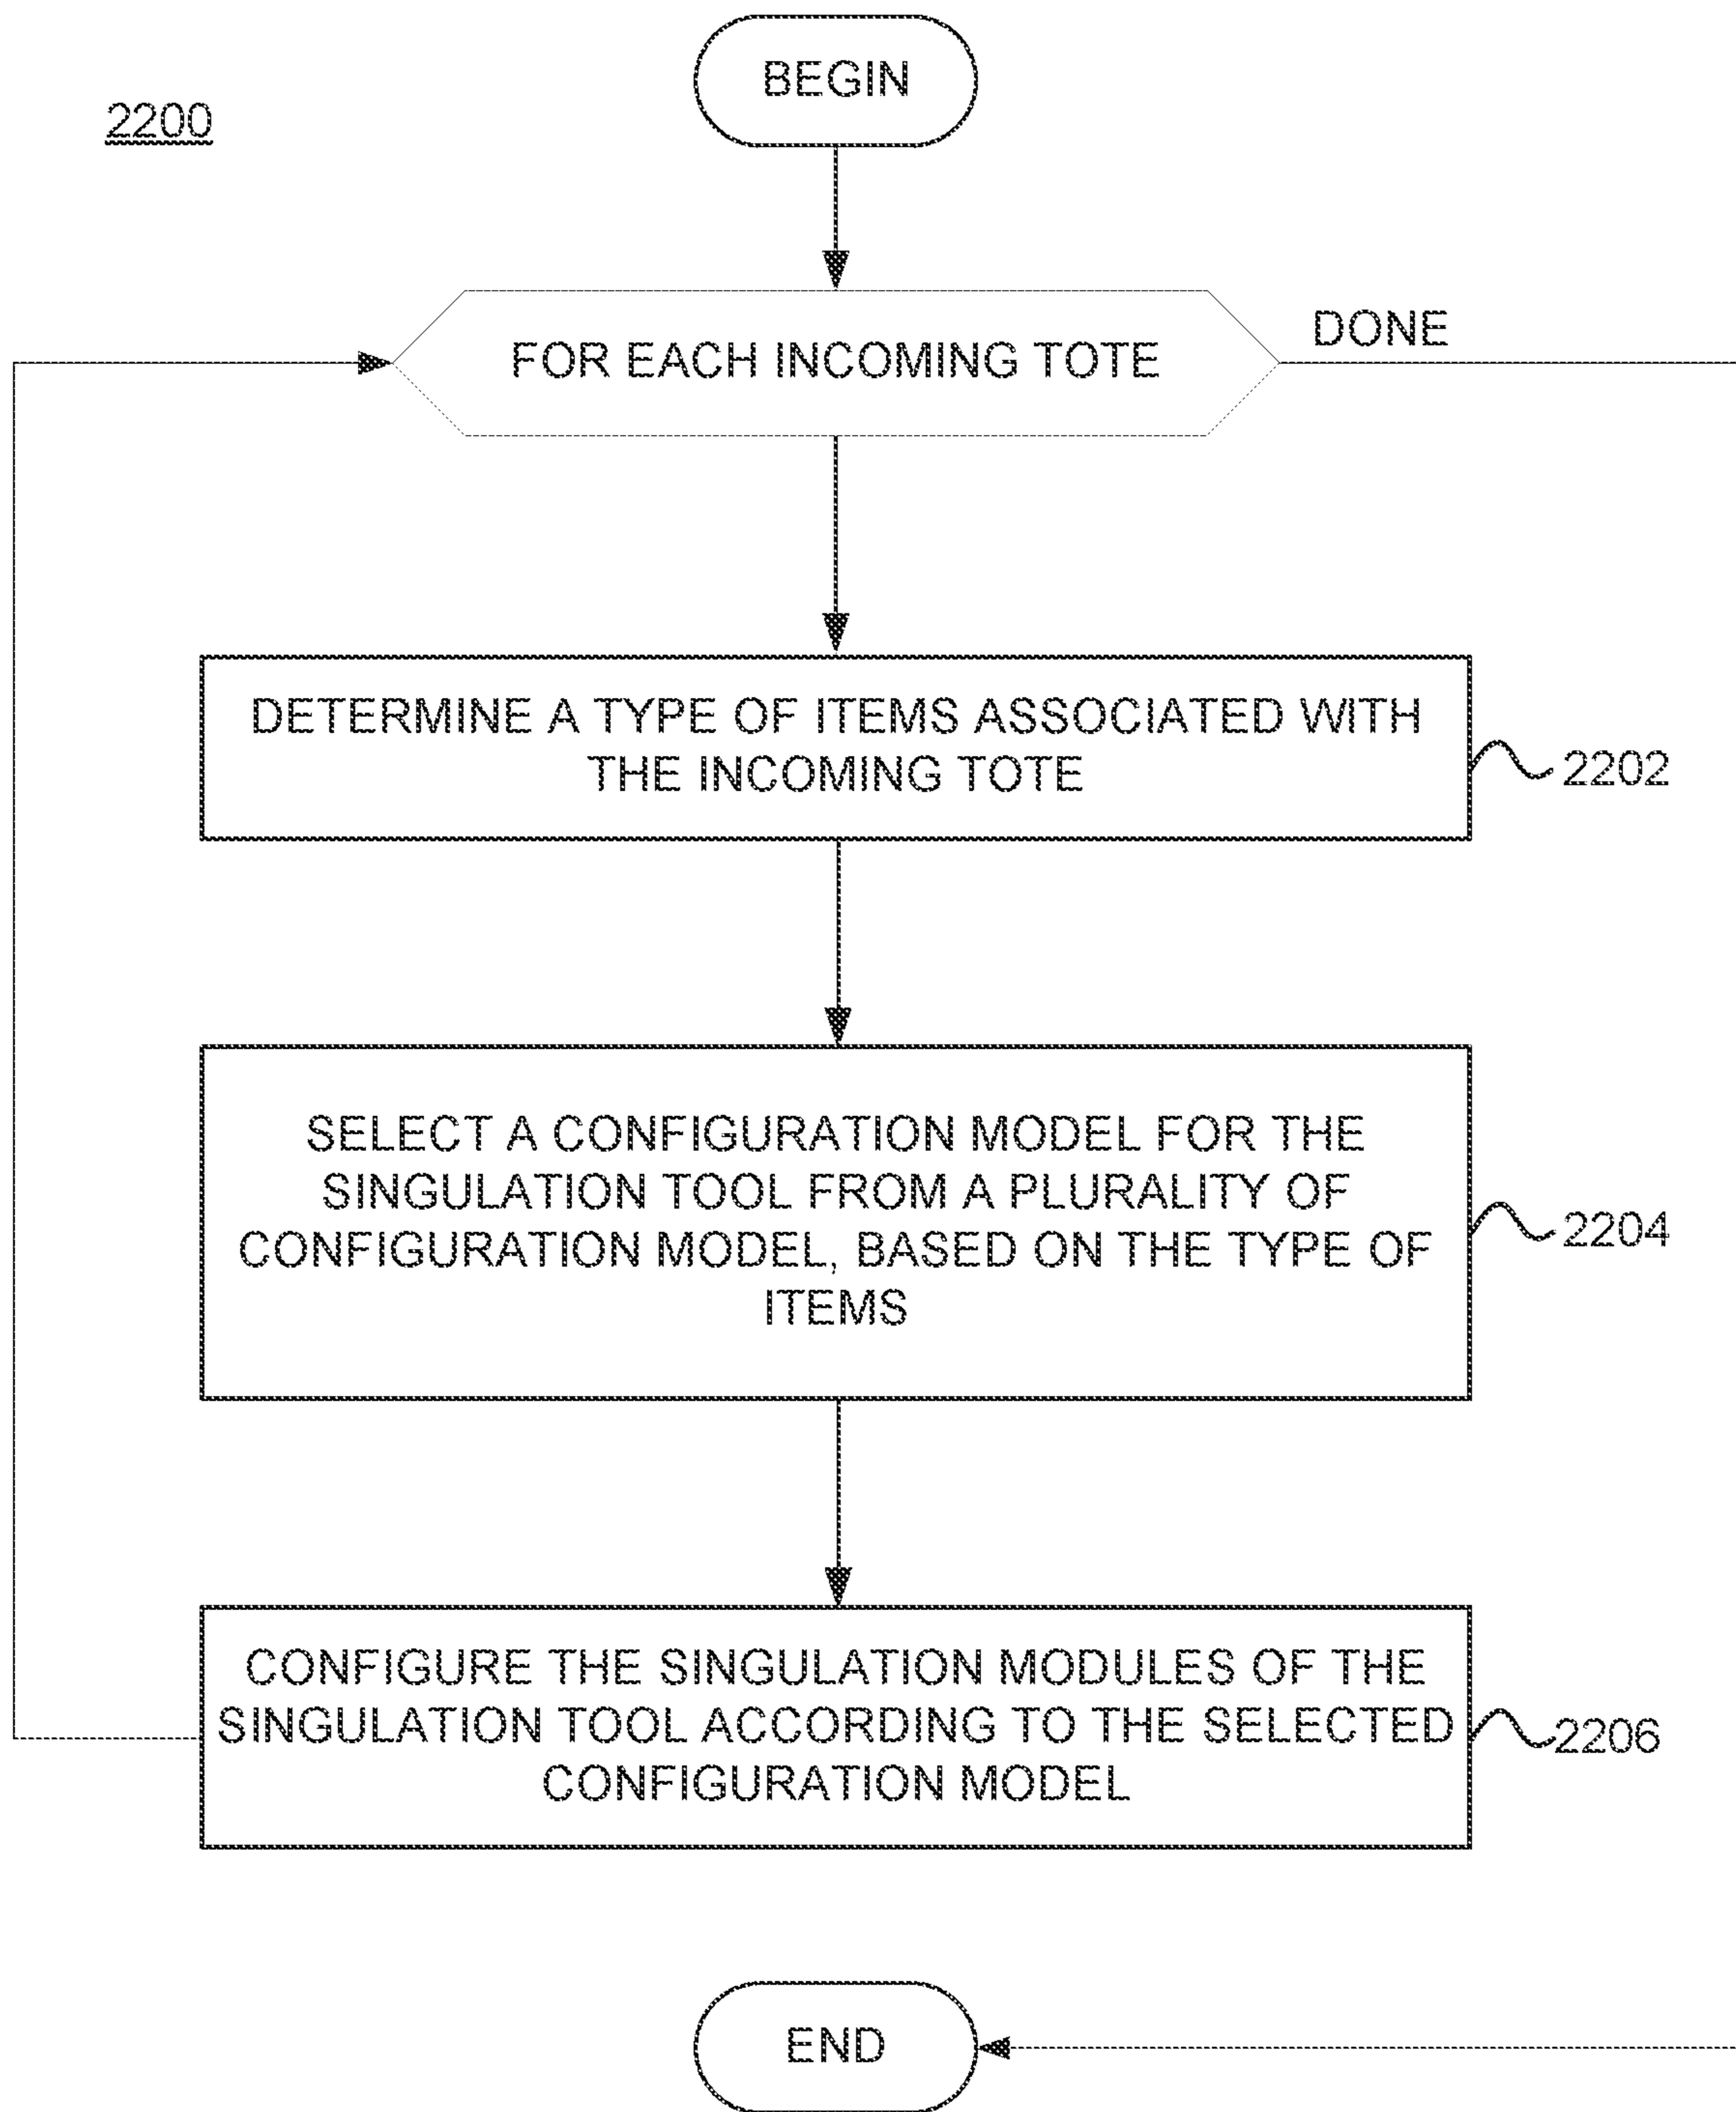 BEGIN
2200
FOR EACH INCOMING TOTE
DONE
DETERMINE A TYPE OF ITEMS ASSOCIATED WITH
THE INCOMING TOTE
2202
SELECT A CONFIGURATION MODEL FOR THE
SINGULATION TOOL FROM A PLURALITY OF
CONFIGURATION MODEL, BASED ON THE TYPE OF
ITEMS
2204
CONFIGURE THE SINGULATION MODULES OF THE
SINGULATION TOOL ACCORDING TO THE SELECTED
CONFIGURATION MODEL
2206
END